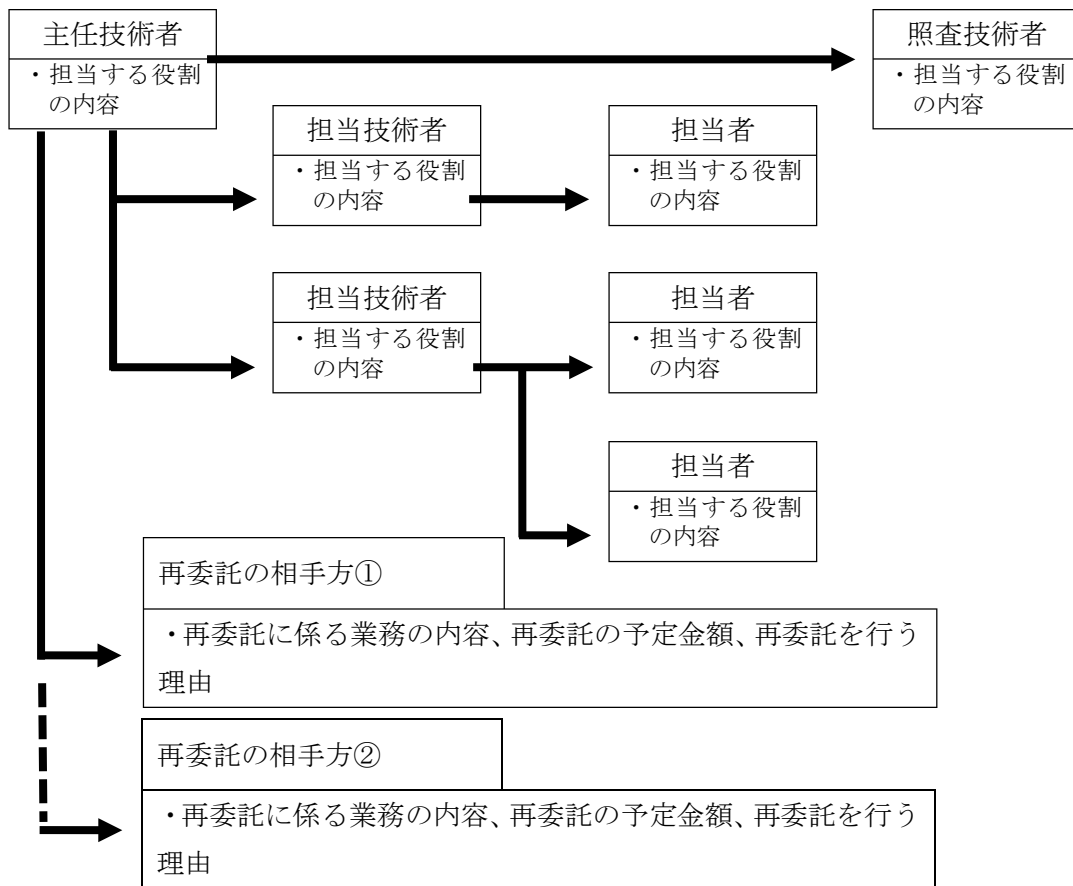 主任技術者
・担当する役割
の内容
照査技術者
・担当する役割
の内容
担当技術者
・担当する役割
の内容
担当者
・担当する役割
の内容
担当技術者
・担当する役割
の内容
担当者
・担当する役割
の内容
担当者
・担当する役割
の内容
再委託の相手方①
・再委託に係る業務の内容、再委託の予定金額、再委託を行う
理由
再委託の相手方②
・再委託に係る業務の内容、再委託の予定金額、再委託を行う
理由